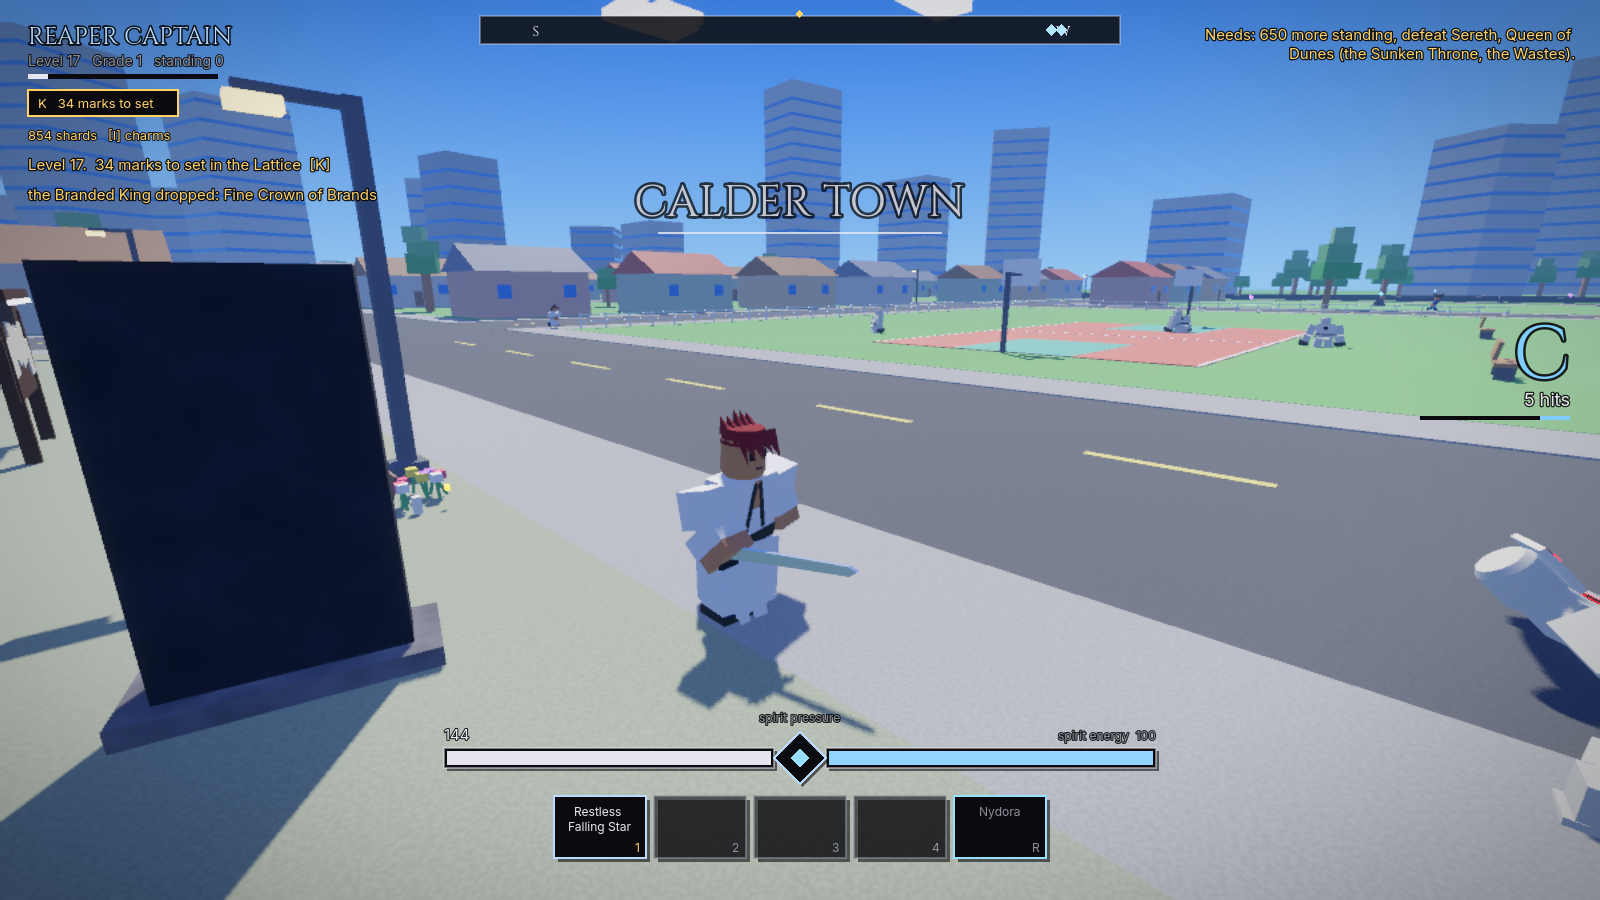 REAPER CAPTAIN
Level 17 Grade 1 standing 0
K 34 marks to set
854 shards [I] charms
Level 17. 34 marks to set in the Lattice [K]
the Branded King dropped: Fine Crown of Brands
S
Needs: 650 more standing, defeat Sereth, Queen of
Dunes (the Sunken Throne, the Wastes).
CALDER TOWN
C
5 hits
144
spirit pressure
spirit energy 100
Restless
Falling Star
1
2
3
4
Nydora
R